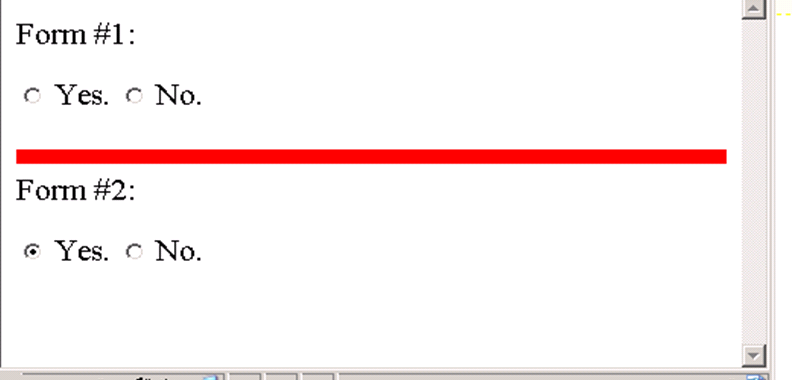 Form #1:
Yes. No.
Form #2:
Yes. No.